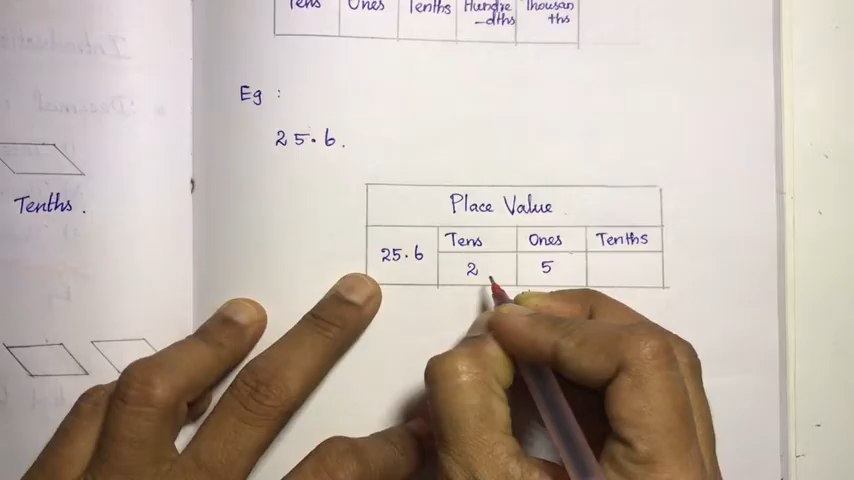 Tens Ones Tenths Hundre Thousan
-dths ths
Eg :
25.6.
Tenths.
Place Value
25.6 Tens Ones Tenths
2 5